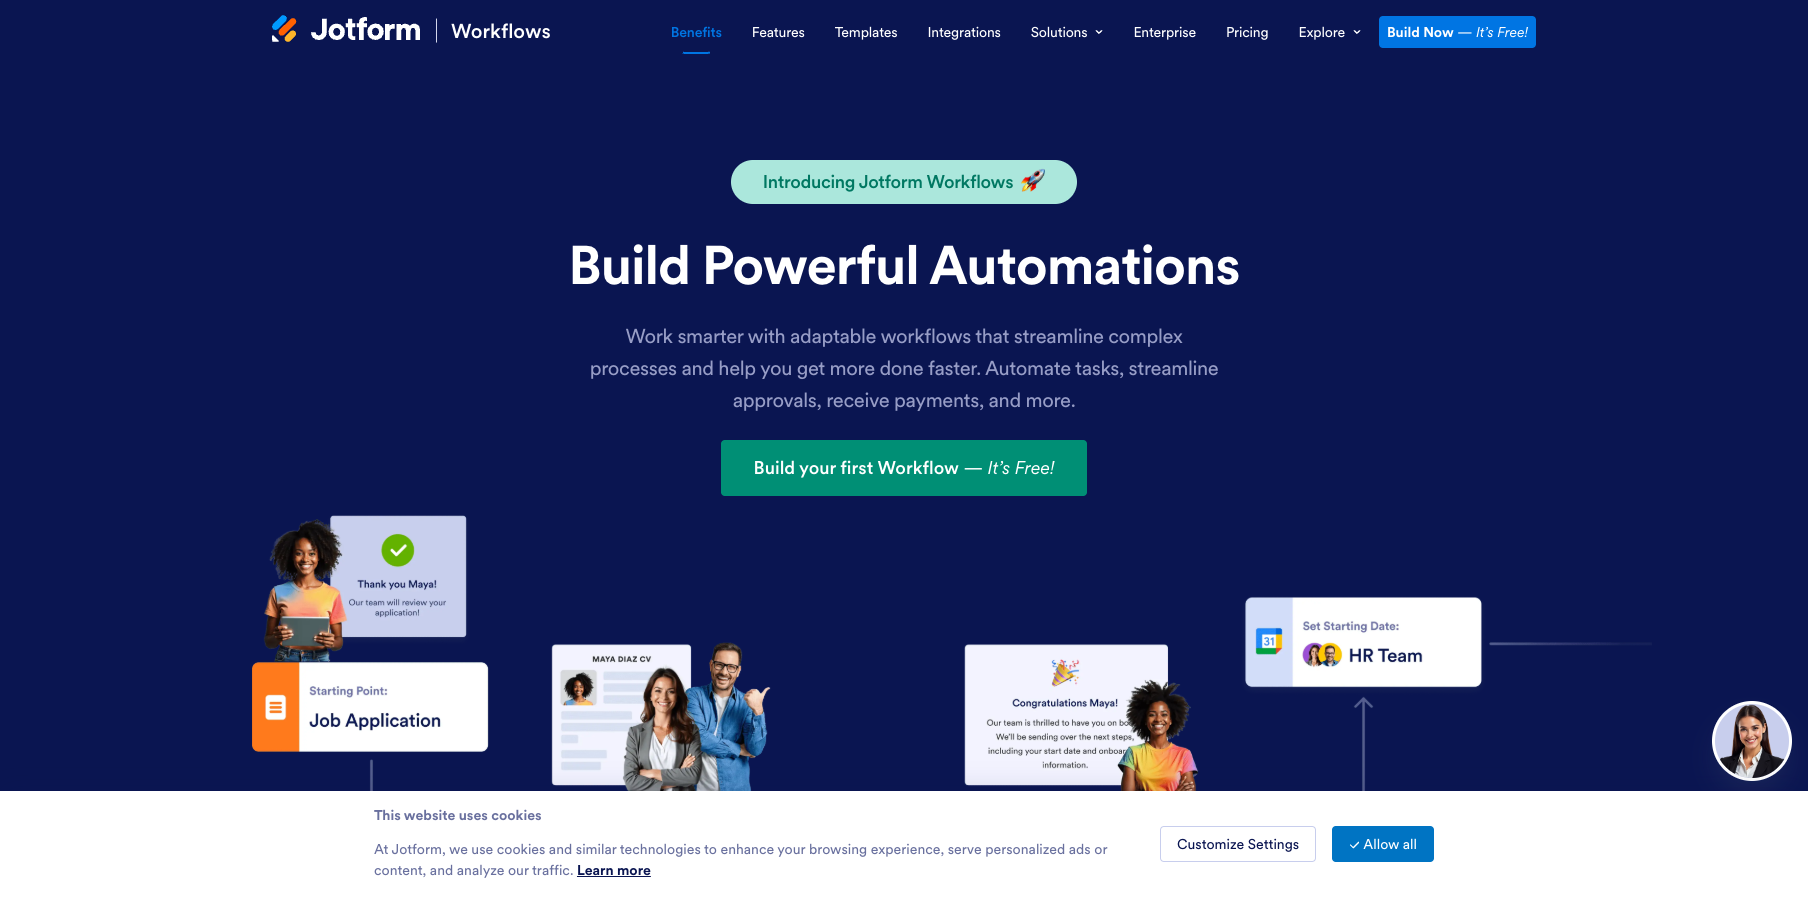 Jotform | Workflows
Benefits
Features
Templates
Integrations
Solutions
Enterprise
Pricing
Explore
Build Now — It's Free!
Introducing Jotform Workflows 🚀
Build Powerful Automations
Work smarter with adaptable workflows that streamline complex
processes and help you get more done faster. Automate tasks, streamline
approvals, receive payments, and more.
Build your first Workflow — It's Free!
Thank you Maya!
Our team will review your
application!
Starting Point:
Job Application
MAYA DIAZ CV
Congratulations Maya!
Our team is thrilled to have you on
We'll be sending over the next steps,
including your start date and
information.
31
Set Starting Date:
HR Team
This website uses cookies
At Jotform, we use cookies and similar technologies to enhance your browsing experience, serve personalized ads or
content, and analyze our traffic. Learn more
Customize Settings
Allow all